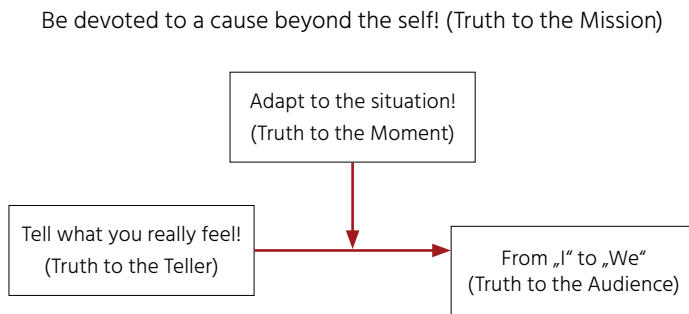 Be devoted to a cause beyond the self! (Truth to the Mission)
Adapt to the situation!
(Truth to the Moment)
Tell what you really feel!
(Truth to the Teller)
From „I“ to „We“
(Truth to the Audience)